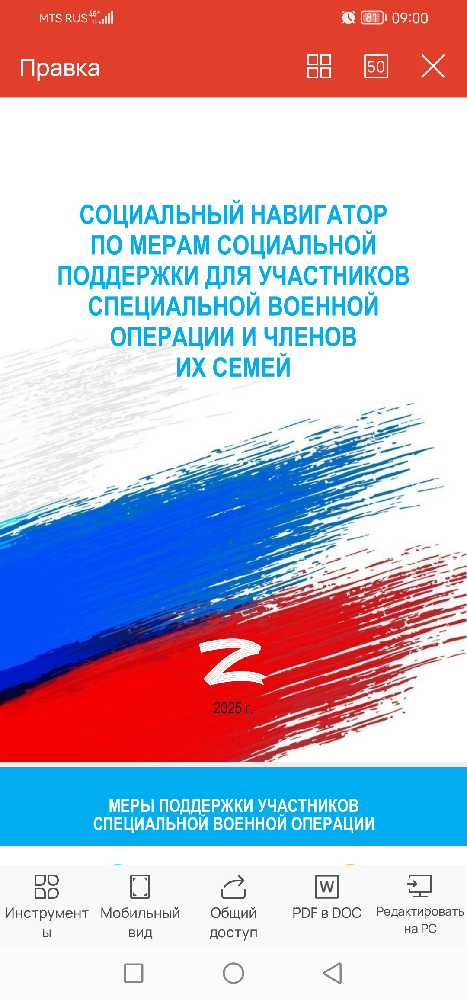 MTS RUS 4G+ 81 09:00
Правка 50
СОЦИАЛЬНЫЙ НАВИГАТОР
ПО МЕРАМ СОЦИАЛЬНОЙ
ПОДДЕРЖКИ ДЛЯ УЧАСТНИКОВ
СПЕЦИАЛЬНОЙ ВОЕННОЙ
ОПЕРАЦИИ И ЧЛЕНОВ
ИХ СЕМЕЙ
Z
2025 г.
МЕРЫ ПОДДЕРЖКИ УЧАСТНИКОВ
СПЕЦИАЛЬНОЙ ВОЕННОЙ ОПЕРАЦИИ
Инструмент
ы
Мобильный
вид
Общий
доступ
W
PDF в DOC
Редактировать
на PC